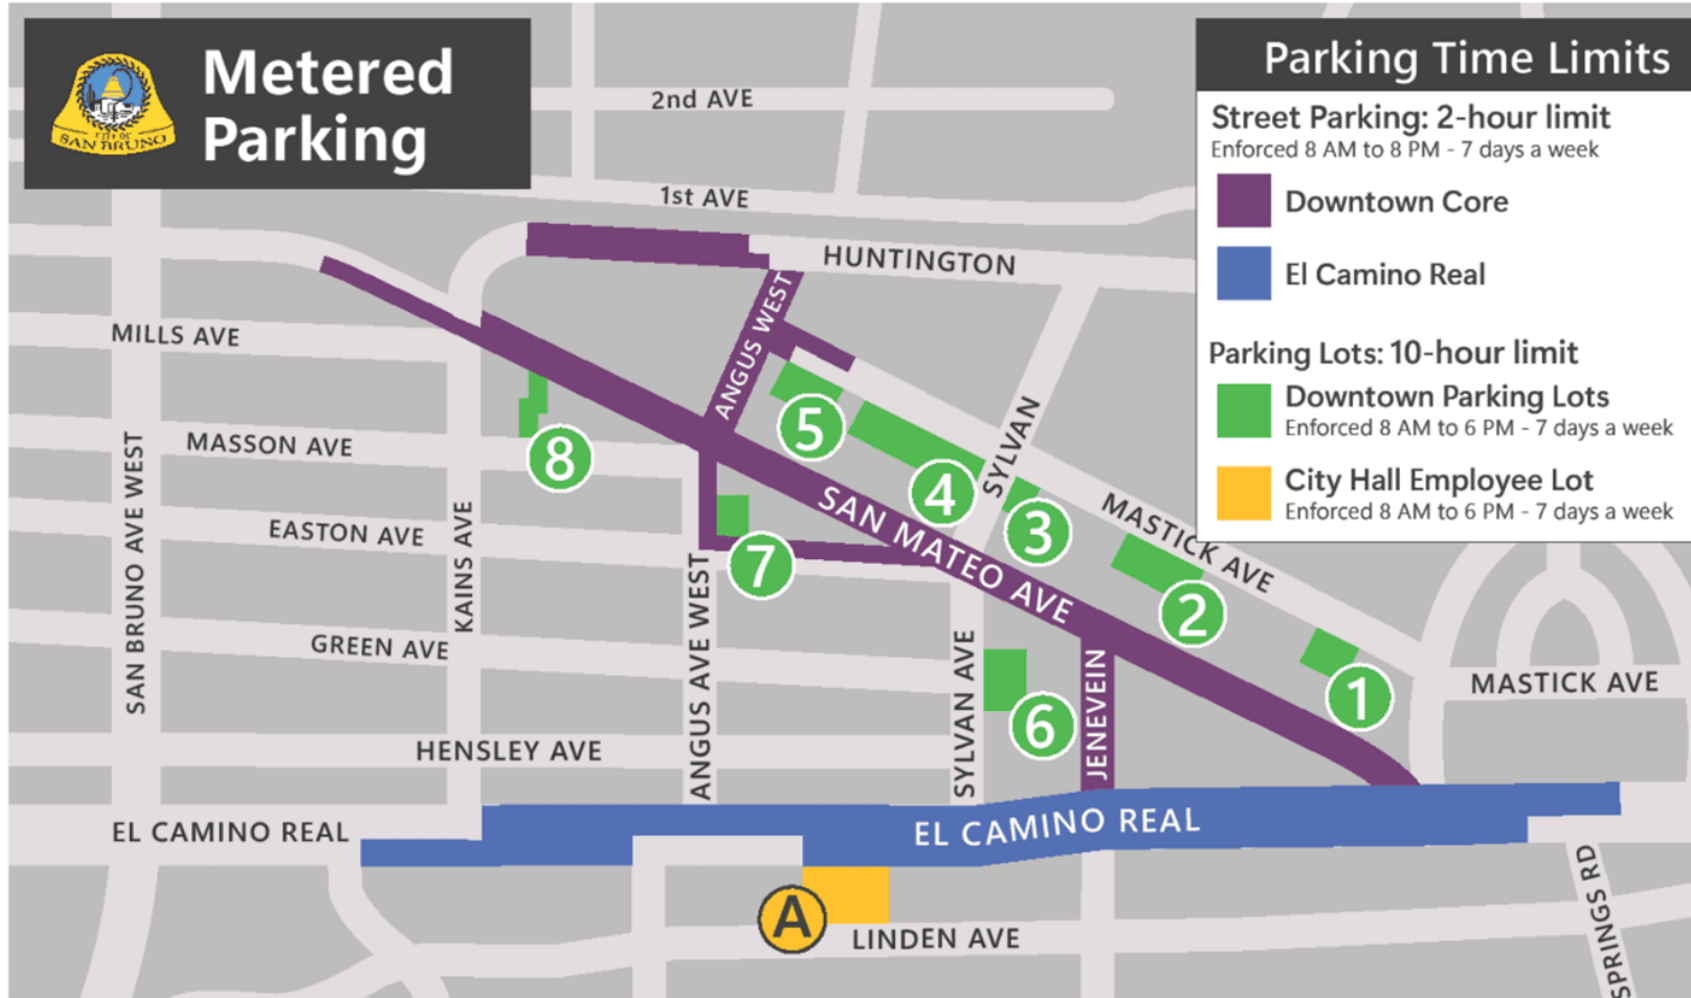 Metered
Parking
CITY OF
SAN BRUNO
Parking Time Limits
Street Parking: 2-hour limit
Enforced 8 AM to 8 PM - 7 days a week
Downtown Core
El Camino Real
Parking Lots: 10-hour limit
Downtown Parking Lots
Enforced 8 AM to 6 PM - 7 days a week
City Hall Employee Lot
Enforced 8 AM to 6 PM - 7 days a week
2nd AVE
1st AVE
HUNTINGTON
ANGUS WEST
MILLS AVE
MASSON AVE
EASTON AVE
GREEN AVE
HENSLEY AVE
SAN BRUNO AVE WEST
KAINS AVE
ANGUS AVE WEST
SYLVAN
SYLVAN AVE
SAN MATEO AVE
MASTICK AVE
MASTICK AVE
JENEVEIN
5
4
8
3
7
2
1
6
EL CAMINO REAL
EL CAMINO REAL
A
LINDEN AVE
SPRINGS RD